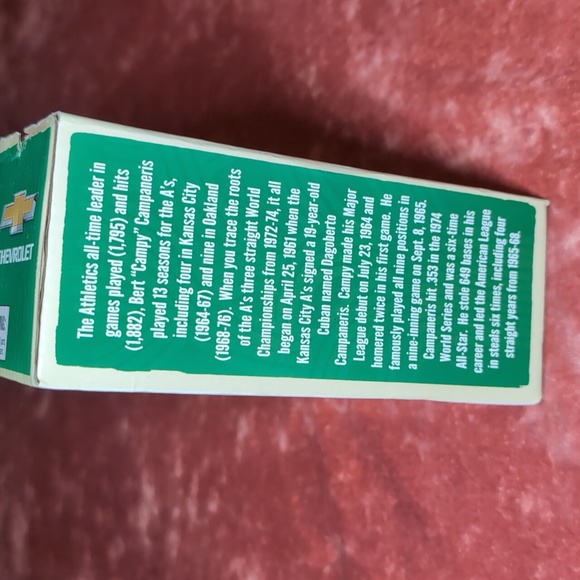 The Athletics all-time leader in
games played (1,795) and hits
(1,882), Bert "Campy" Campaneris
played 13 seasons for the A's,
including four in Kansas City
(1964-67) and nine in Oakland
(1968-76). When you trace the roots
of the A's three straight World
Championships from 1972-74, it all
began on April 25, 1961 when the
Kansas City A's signed a 19-year-old
Cuban named Dagoberto
Campaneris. Campy made his Major
League debut on July 23, 1964 and
homered twice in his first game. He
famously played all nine positions in
a nine-inning game on Sept. 8, 1965.
Campaneris hit .353 in the 1974
World Series and was a six-time
All-Star. He stole 649 bases in his
career and led the American League
in steals six times, including four
straight years from 1965-68.
CHEVROLET